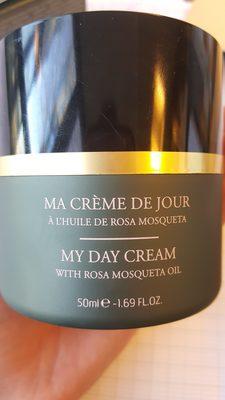 MA CRÈME DE JOUR
À L'HUILE DE ROSA MOSQUETA
MY DAY CREAM
WITH ROSA MOSQUETA OIL
50ml ℮ -1.69 FL.OZ.